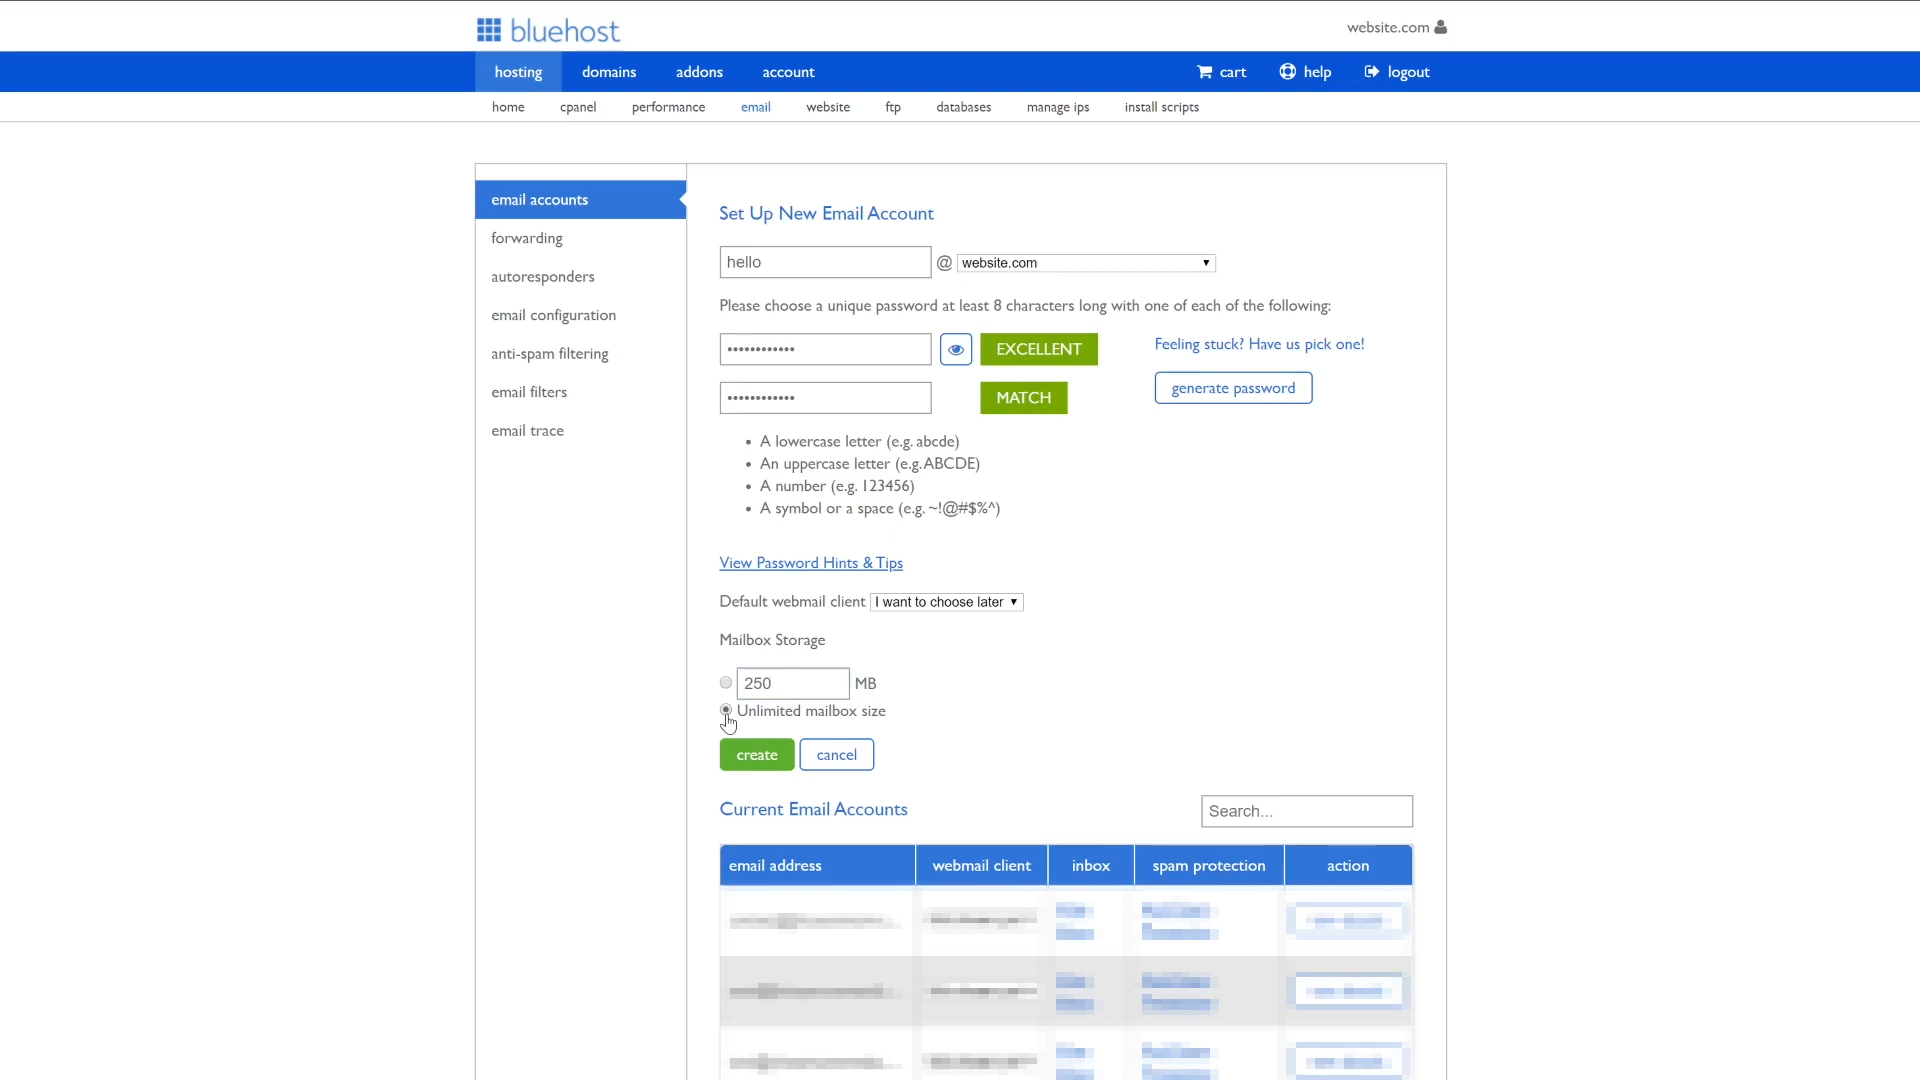 bluehost
website.com
hosting domains addons account cart help logout
home cpanel performance email website ftp databases manage ips install scripts
email accounts
forwarding
autoresponders
email configuration
anti-spam filtering
email filters
email trace
Set Up New Email Account
hello @ website.com
Please choose a unique password at least 8 characters long with one of each of the following:
•••••••••••• EXCELLENT
•••••••••••• MATCH
Feeling stuck? Have us pick one!
generate password
• A lowercase letter (e.g. abcde)
• An uppercase letter (e.g. ABCDE)
• A number (e.g. 123456)
• A symbol or a space (e.g. ~!@#$%^)
View Password Hints & Tips
Default webmail client I want to choose later
Mailbox Storage
250 MB
Unlimited mailbox size
create cancel
Current Email Accounts Search...
email address webmail client inbox spam protection action